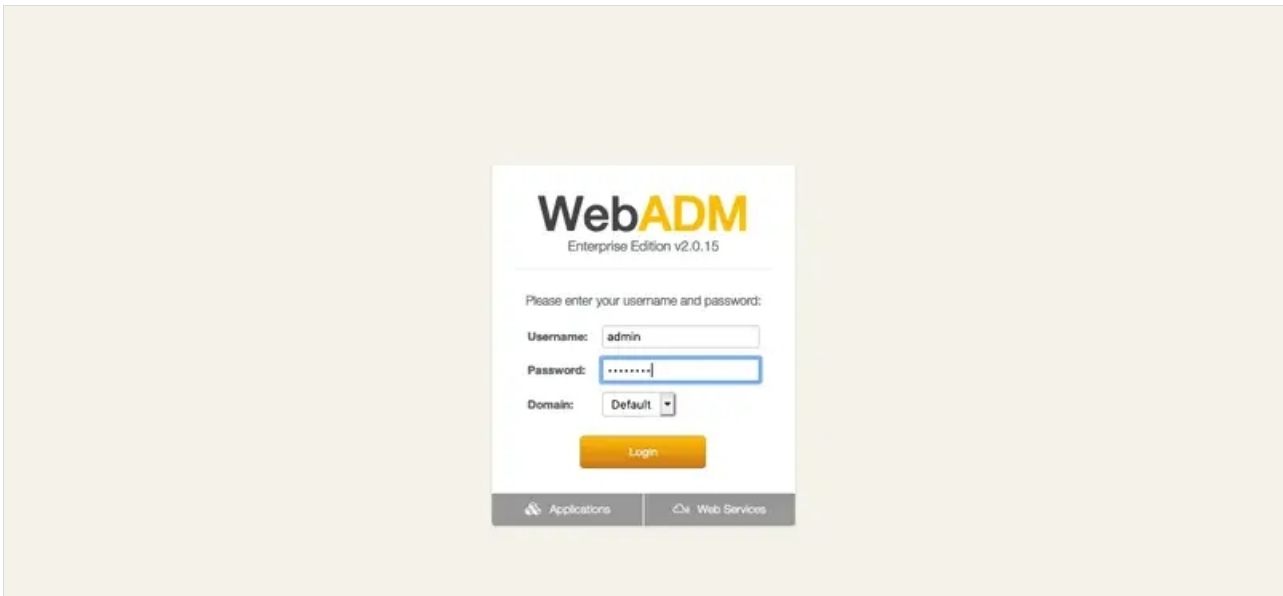 WebADM
Enterprise Edition v2.0.15
Please enter your username and password:
Username: admin
Password: ••••••••
Domain: Default
Login
Applications Web Services